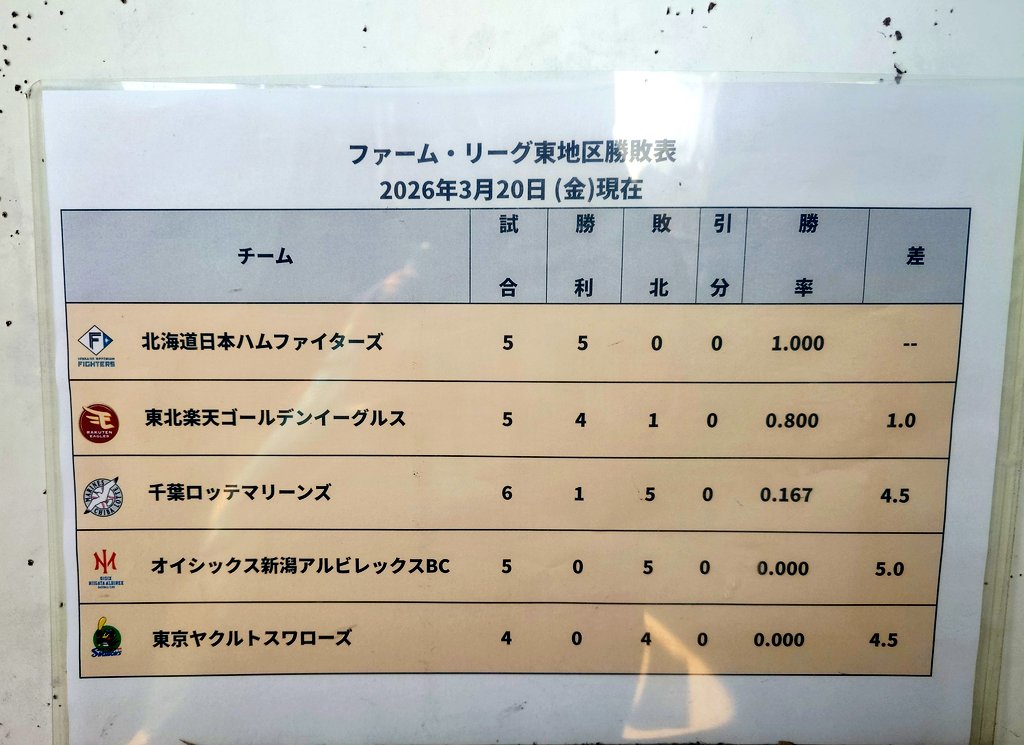 ファーム・リーグ東地区勝敗表
2026年3月20日 (金)現在
チーム 試合 勝利 敗北 引分 勝率 差
FIGHTERS 北海道日本ハムファイターズ 5 5 0 0 1.000 --
RAKUTEN EAGLES 東北楽天ゴールデンイーグルス 5 4 1 0 0.800 1.0
千葉ロッテマリーンズ 6 1 5 0 0.167 4.5
オイシックス新潟アルビレックスBC 5 0 5 0 0.000 5.0
東京ヤクルトスワローズ 4 0 4 0 0.000 4.5